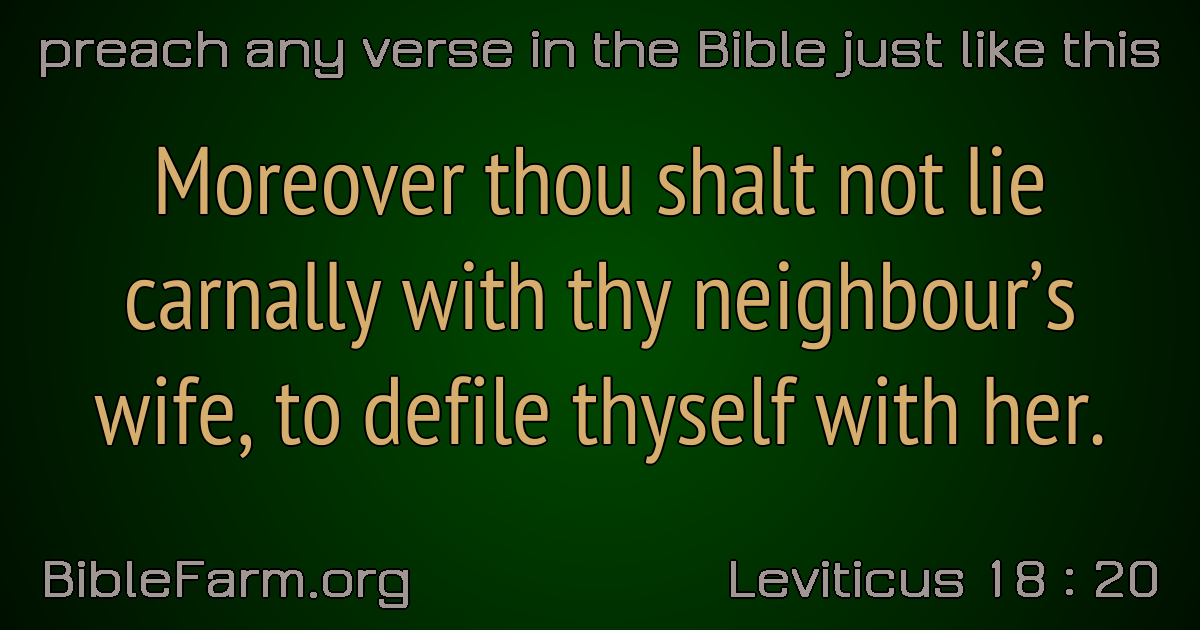 preach any verse in the Bible just like this
Moreover thou shalt not lie
carnally with thy neighbour’s
wife, to defile thyself with her.
BibleFarm.org
Leviticus 18 : 20